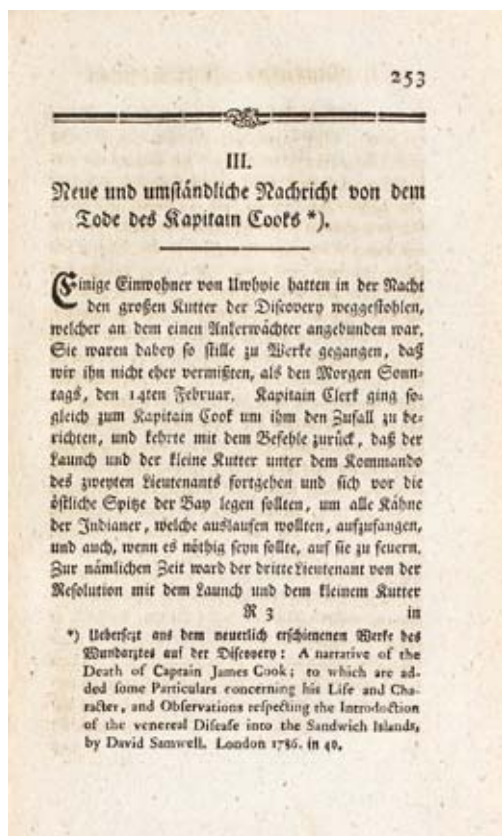 253
III.
Neue und umständliche Nachricht von dem
Tode des Kapitain Cooks *).
Einige Einwohner von Uwhyie hatten in der Nacht
den großen Kutter der Discovery weggestohlen,
welcher an dem einen Ankerwächter angebunden war.
Sie waren dabey so stille zu Werke gegangen, daß
wir ihn nicht eher vermißten, als den Morgen Sonn-
tags, den 14ten Februar. Kapitain Clerk ging so-
gleich zum Kapitain Cook um ihm den Zufall zu be-
richten, und kehrte mit dem Befehle zurück, daß der
Launch und der kleine Kutter unter dem Kommando
des zweyten Lieutenants fortgehen und sich vor die
östliche Spitze der Bay legen sollten, um alle Kähne
der Indianer, welche auslaufen wollten, aufzufangen,
und auch, wenn es nöthig seyn sollte, auf sie zu feuern.
Zur nämlichen Zeit ward der dritte Lieutenant von der
Resolution mit dem Launch und dem kleinem Kutter
R 3 in
*) Uebersezt aus dem neuerlich erschienenen Werke des
Wundarztes auf der Discovery: A narrative of the
Death of Captain James Cook; to which are ad-
ded some Particulars concerning his Life and Cha-
racter, and Observations respecting the Introduction
of the venereal Disease into the Sandwich Islands,
by David Samwell. London 1786. in 40.